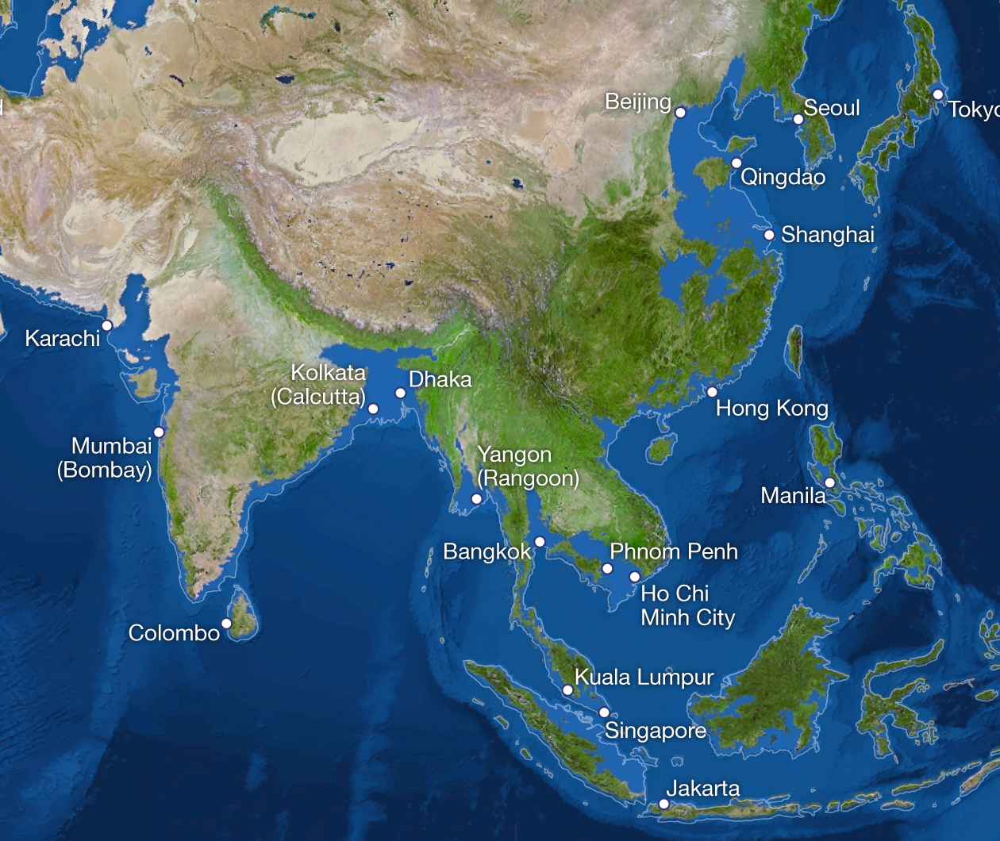 d
Beijing
Seoul
Tokyo
Qingdao
Shanghai
Karachi
Kolkata
(Calcutta)
Dhaka
Hong Kong
Mumbai
(Bombay)
Yangon
(Rangoon)
Manila
Bangkok
Phnom Penh
Ho Chi
Minh City
Colombo
Kuala Lumpur
Singapore
Jakarta